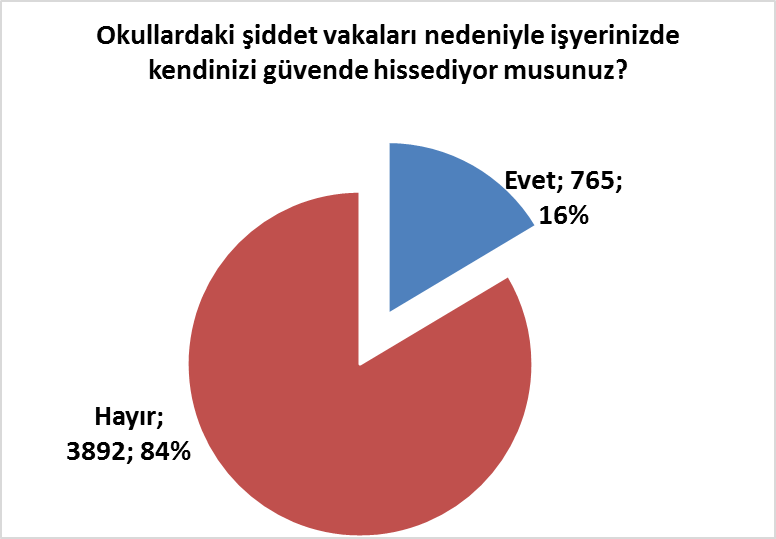 Okullardaki şiddet vakaları nedeniyle işyerinizde
kendinizi güvende hissediyor musunuz?
Evet; 765;
16%
Hayır;
3892; 84%